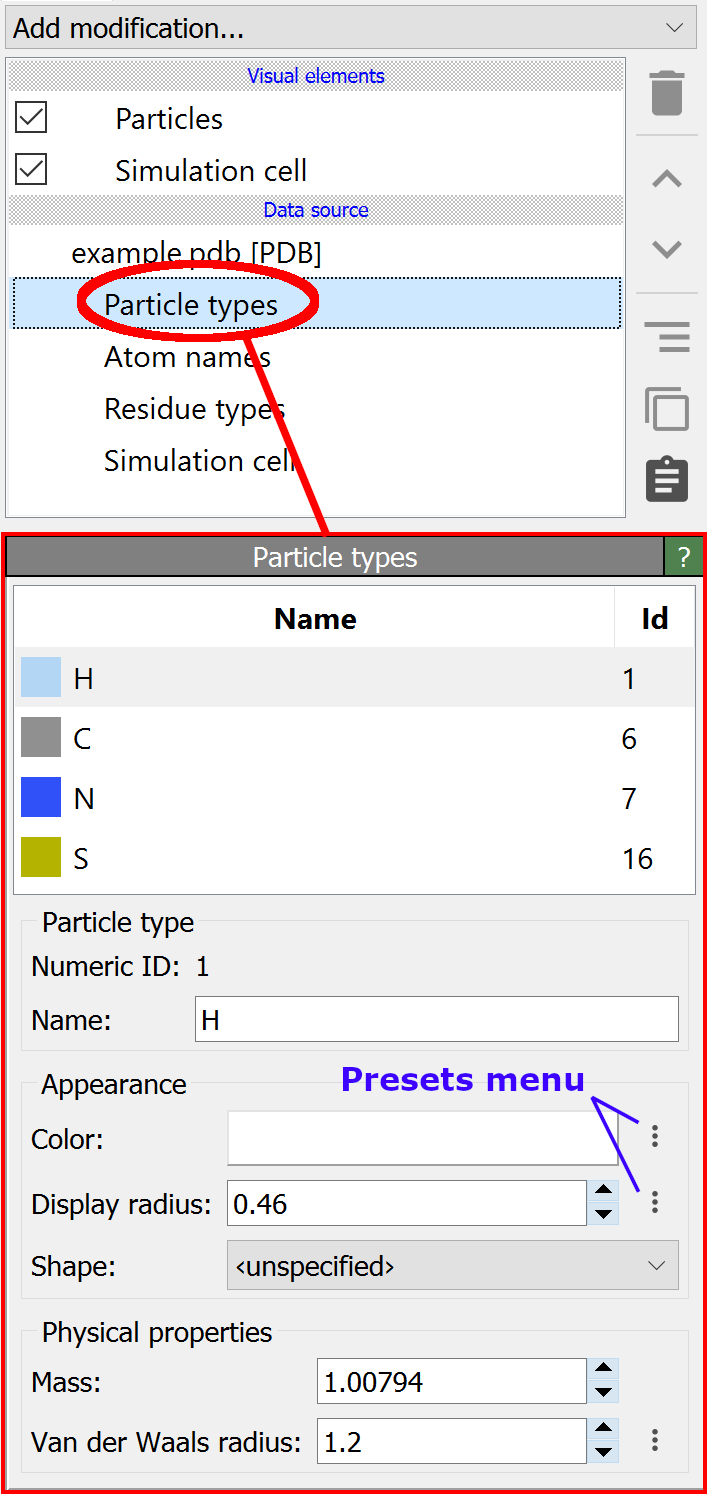 Add modification...
Visual elements
Particles
Simulation cell
Data source
example.pdb [PDB]
Particle types
Atom names
Residue types
Simulation cell
Particle types ?
Name Id
H 1
C 6
N 7
S 16
Particle type
Numeric ID: 1
Name: H
Appearance
Presets menu
Color:
Display radius: 0.46
Shape: <unspecified>
Physical properties
Mass: 1.00794
Van der Waals radius: 1.2